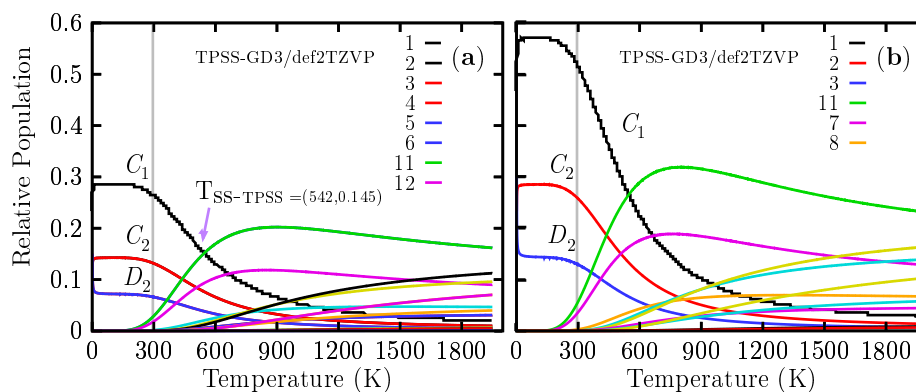 Relative Population
0.6
0.5
0.4
0.3
0.2
0.1
0
TPSS-GD3/def2TZVP
(a)
1
2
3
4
5
6
11
12
C1
C2
D2
TSS-TPSS =(542,0.145)
0 300 600 900 1200 1500 1800
Temperature (K)
TPSS-GD3/def2TZVP
(b)
1
2
3
11
7
8
C1
C2
D2
0 300 600 900 1200 1500 1800
Temperature (K)